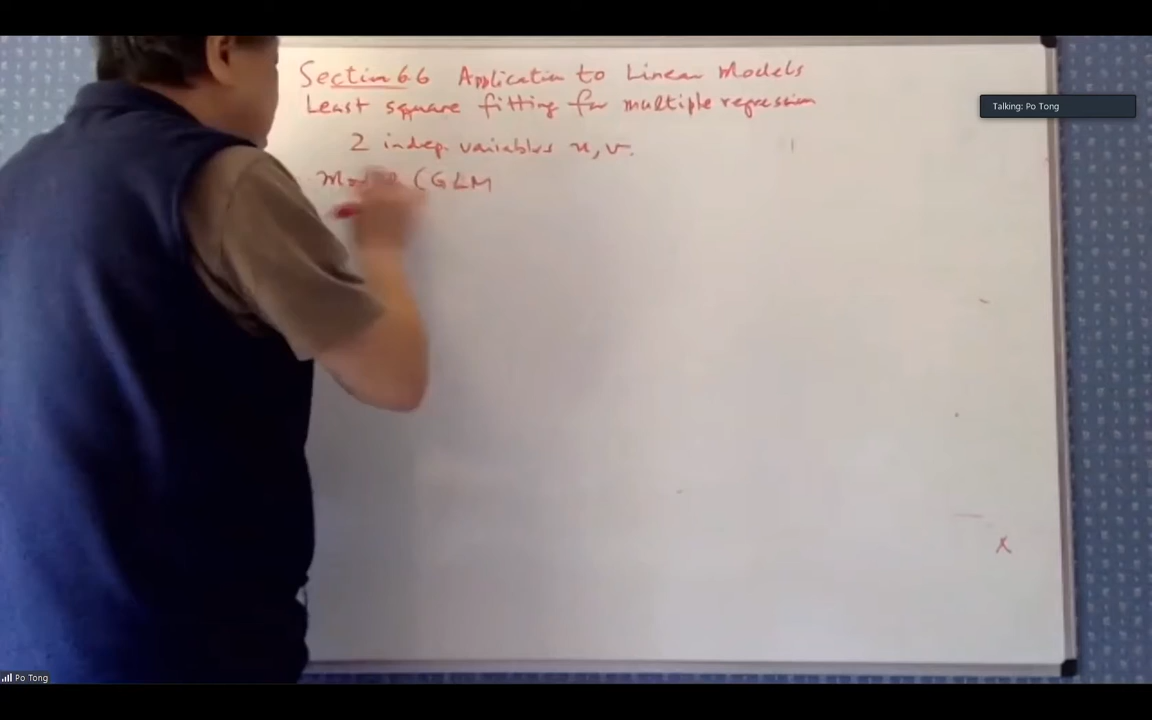 Section 6.6 Application to Linear Models
Least square fitting for multiple regression
2 indep. variables u, v.
(GLM
X
Talking: Po Tong
Po Tong